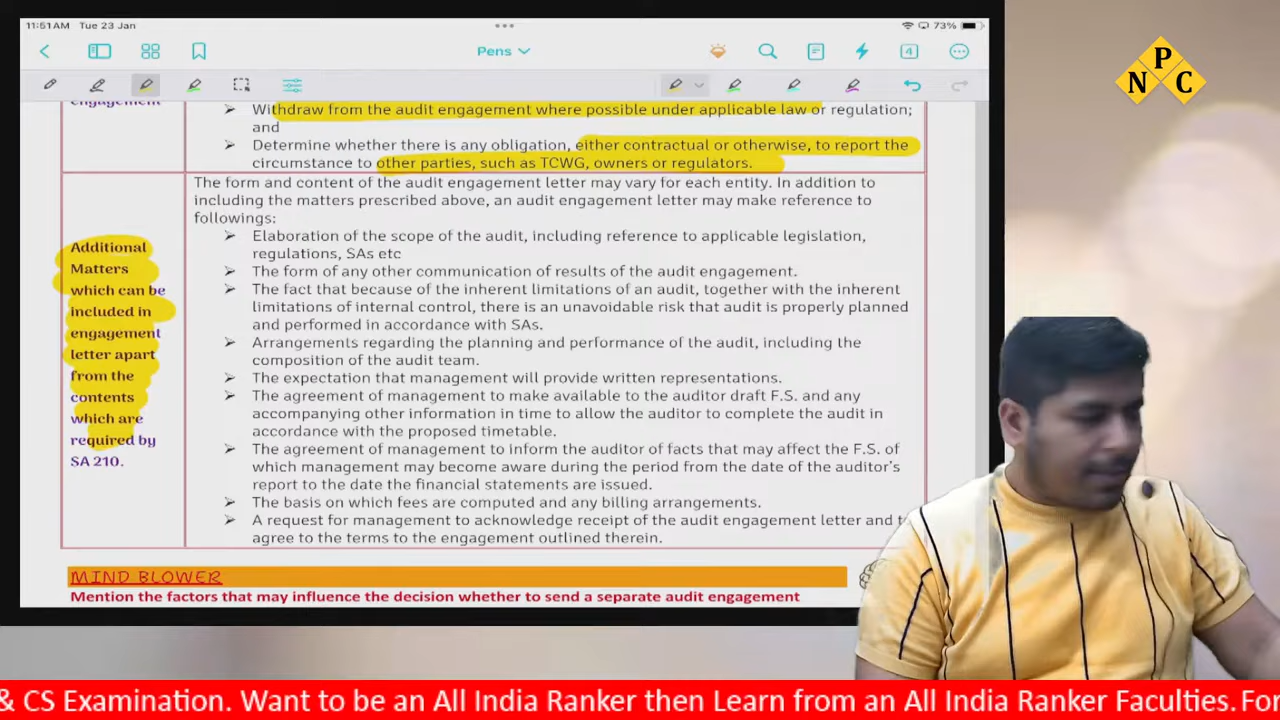 11:51AM Tue 23 Jan
73%
Pens
4
N P C
engagement
Withdraw from the audit engagement where possible under applicable law or regulation;
and
Determine whether there is any obligation, either contractual or otherwise, to report the
circumstance to other parties, such as TCWG, owners or regulators.
Additional
Matters
which can be
included in
engagement
letter apart
from the
contents
which are
required by
SA 210.
The form and content of the audit engagement letter may vary for each entity. In addition to
including the matters prescribed above, an audit engagement letter may make reference to
followings:
Elaboration of the scope of the audit, including reference to applicable legislation,
regulations, SAs etc
The form of any other communication of results of the audit engagement.
The fact that because of the inherent limitations of an audit, together with the inherent
limitations of internal control, there is an unavoidable risk that audit is properly planned
and performed in accordance with SAs.
Arrangements regarding the planning and performance of the audit, including the
composition of the audit team.
The expectation that management will provide written representations.
The agreement of management to make available to the auditor draft F.S. and any
accompanying other information in time to allow the auditor to complete the audit in
accordance with the proposed timetable.
The agreement of management to inform the auditor of facts that may affect the F.S. of
which management may become aware during the period from the date of the auditor's
report to the date the financial statements are issued.
The basis on which fees are computed and any billing arrangements.
A request for management to acknowledge receipt of the audit engagement letter and
agree to the terms to the engagement outlined therein.
MIND BLOWER
Mention the factors that may influence the decision whether to send a separate audit engagement
& CS Examination. Want to be an All India Ranker then Learn from an All India Ranker Faculties. For